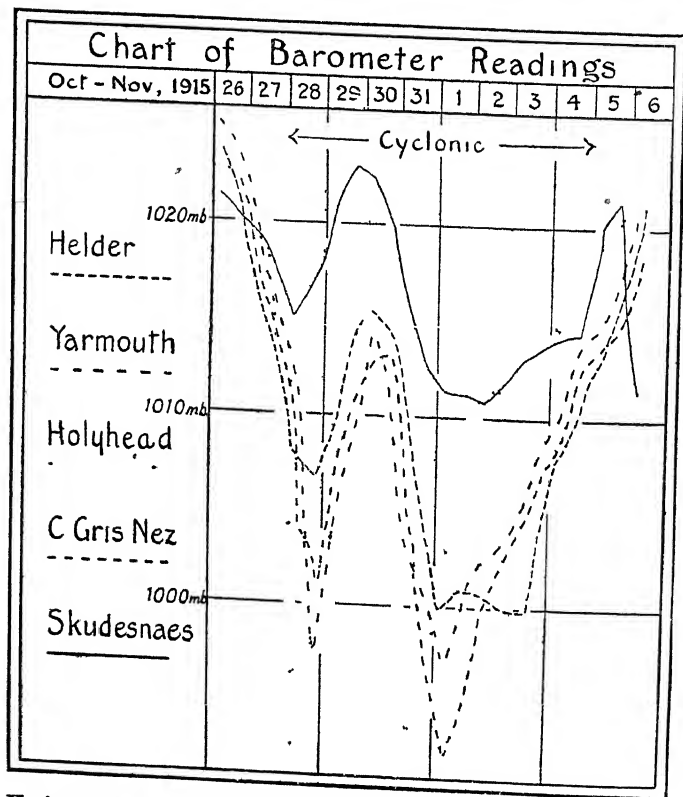 Chart of Barometer Readings
Oct - Nov, 1915 26 27 28 29 30 31 1 2 3 4 5 6
Cyclonic
1020mb
Helder
Yarmouth
1010mb
Holyhead
C Gris Nez
1000mb
Skudesnaes